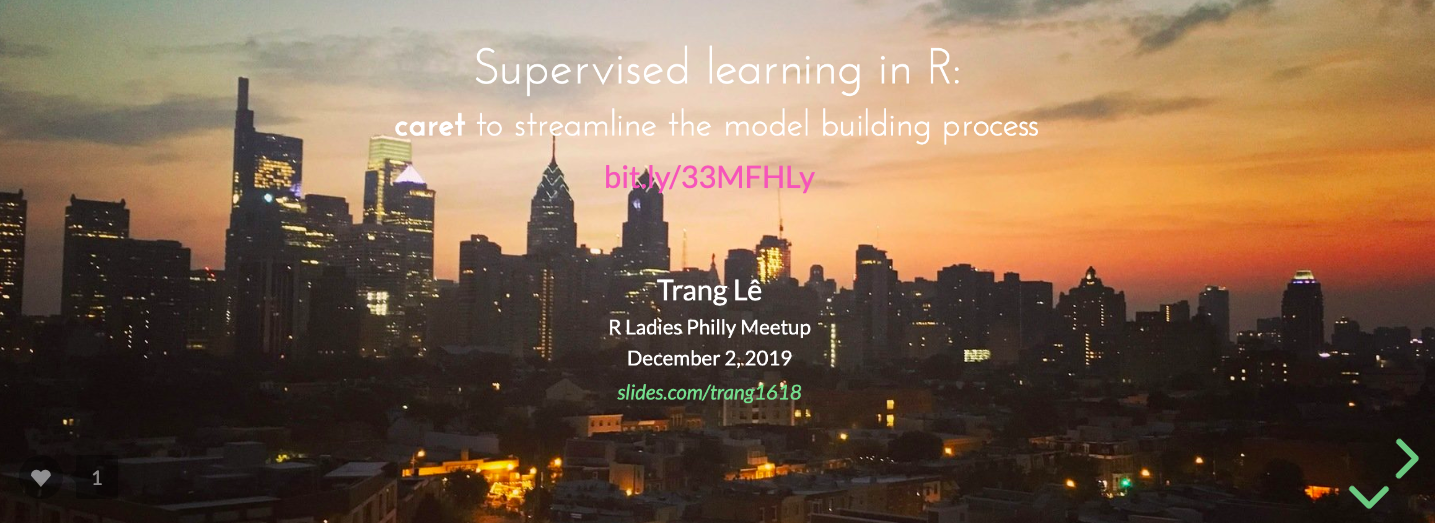 Supervised learning in R:
caret to streamline the model building process
bit.ly/33MFHLy
Trang Lê
R Ladies Philly Meetup
December 2, 2019
slides.com/trang1618
1